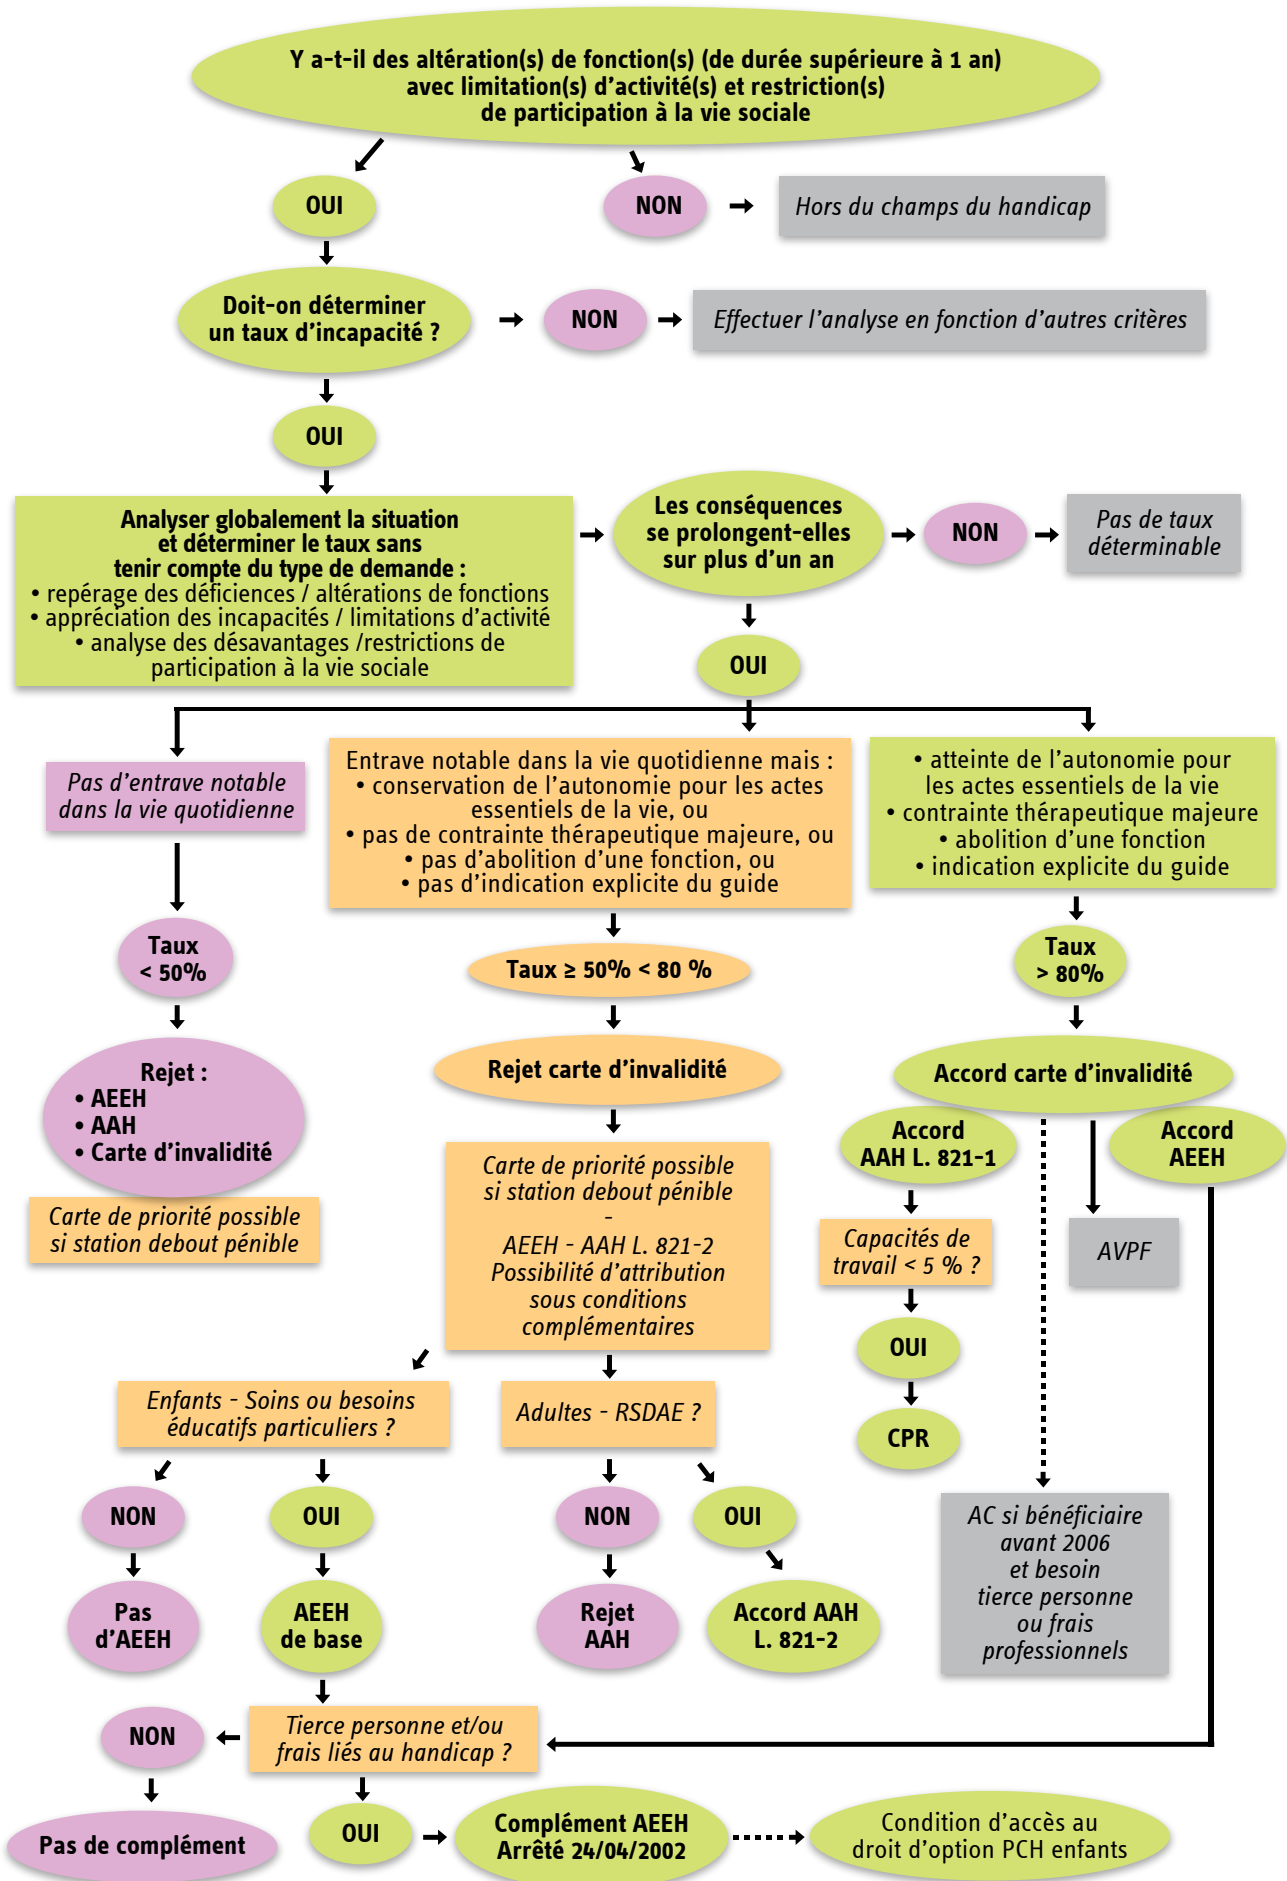 Y a-t-il des altération(s) de fonction(s) (de durée supérieure à 1 an)
avec limitation(s) d'activité(s) et restriction(s)
de participation à la vie sociale
OUI
NON
Hors du champs du handicap
Doit-on déterminer
un taux d'incapacité ?
NON
Effectuer l'analyse en fonction d'autres critères
OUI
Analyser globalement la situation
et déterminer le taux sans
tenir compte du type de demande :
• repérage des déficiences / altérations de fonctions
• appréciation des incapacités / limitations d'activité
• analyse des désavantages /restrictions de
participation à la vie sociale
Les conséquences
se prolongent-elles
sur plus d'un an
NON
Pas de taux
déterminable
OUI
Pas d'entrave notable
dans la vie quotidienne
Entrave notable dans la vie quotidienne mais :
• conservation de l'autonomie pour les actes
essentiels de la vie, ou
• pas de contrainte thérapeutique majeure, ou
• pas d'abolition d'une fonction, ou
• pas d'indication explicite du guide
• atteinte de l'autonomie pour
les actes essentiels de la vie
• contrainte thérapeutique majeure
• abolition d'une fonction
• indication explicite du guide
Taux
< 50%
Taux ≥ 50% < 80 %
Taux
> 80%
Rejet :
• AEEH
• AAH
• Carte d'invalidité
Carte de priorité possible
si station debout pénible
Rejet carte d'invalidité
Accord carte d'invalidité
Carte de priorité possible
si station debout pénible
-
AEEH - AAH L. 821-2
Possibilité d'attribution
sous conditions
complémentaires
Accord
AAH L. 821-1
Accord
AEEH
Capacités de
travail < 5 % ?
AVPF
OUI
CPR
Enfants - Soins ou besoins
éducatifs particuliers ?
Adultes - RSDAE ?
NON
OUI
NON
OUI
AC si bénéficiaire
avant 2006
et besoin
tierce personne
ou frais
professionnels
Pas
d'AEEH
AEEH
de base
Rejet
AAH
Accord AAH
L. 821-2
NON
Tierce personne et/ou
frais liés au handicap ?
Pas de complément
OUI
Complément AEEH
Arrêté 24/04/2002
Condition d'accès au
droit d'option PCH enfants